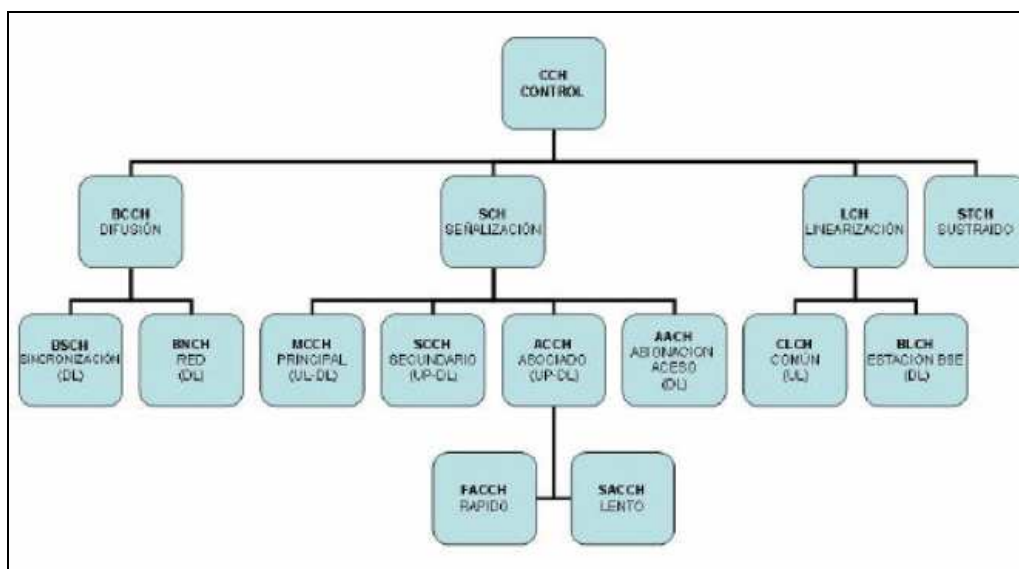 CCH
CONTROL
BCCH
DIFUSIÓN
SCH
SEÑALIZACIÓN
LCH
LINEARIZACIÓN
STCH
SUSTRAIDO
BSCH
SINCRONIZACIÓN
(DL)
BNCH
RED
(DL)
MCCH
PRINCIPAL
(UL-DL)
SCCH
SECUNDARIO
(UP-DL)
ACCH
ASOCIADO
(UP-DL)
AACH
ASIGNACION
ACESO
(DL)
CLCH
COMÚN
(UL)
BLCH
ESTACION BSE
(DL)
FACCH
RAPIDO
SACCH
LENTO